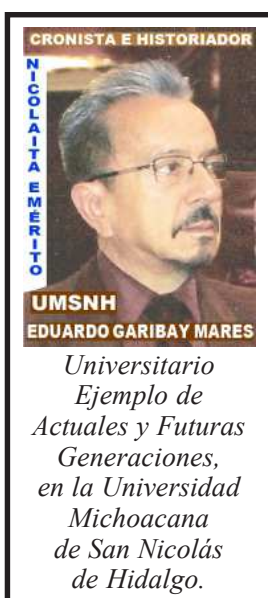 CRONISTA E HISTORIADOR
NICOLAITA EMÉRITO
UMSNH
EDUARDO GARIBAY MARES
Universitario
Ejemplo de
Actuales y Futuras
Generaciones,
en la Universidad
Michoacana
de San Nicolás
de Hidalgo.